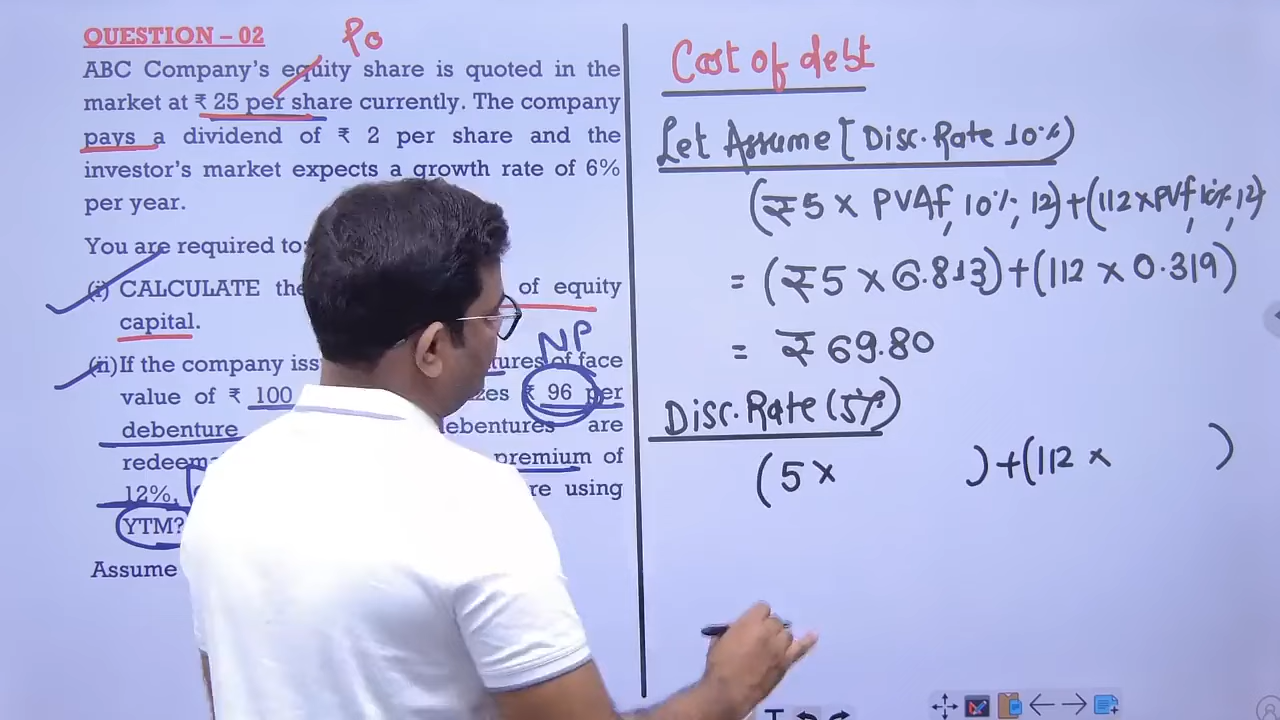 QUESTION – 02
P0
ABC Company's equity share is quoted in the
market at ₹ 25 per share currently. The company
pays a dividend of ₹ 2 per share and the
investor's market expects a growth rate of 6%
per year.
You are required to:
(i) CALCULATE the of equity
capital.
NP
(ii) If the company iss of face
value of ₹ 100 ₹ 96 per
debenture debentures are
redeem premium of
12%, using
YTM?
Assume
Cost of debt
Let Assume [Disc. Rate 10%)
(₹5 × PVAf, 10%, 12) + (112 × PVf, 10%, 12)
= (₹5 × 6.813) + (112 × 0.319)
= ₹ 69.80
Disc. Rate (5%)
(5 × ) + (112 × )